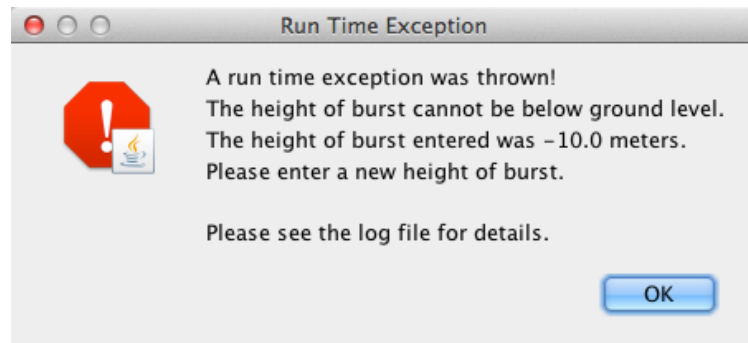 Run Time Exception
A run time exception was thrown!
The height of burst cannot be below ground level.
The height of burst entered was −10.0 meters.
Please enter a new height of burst.
Please see the log file for details.
OK